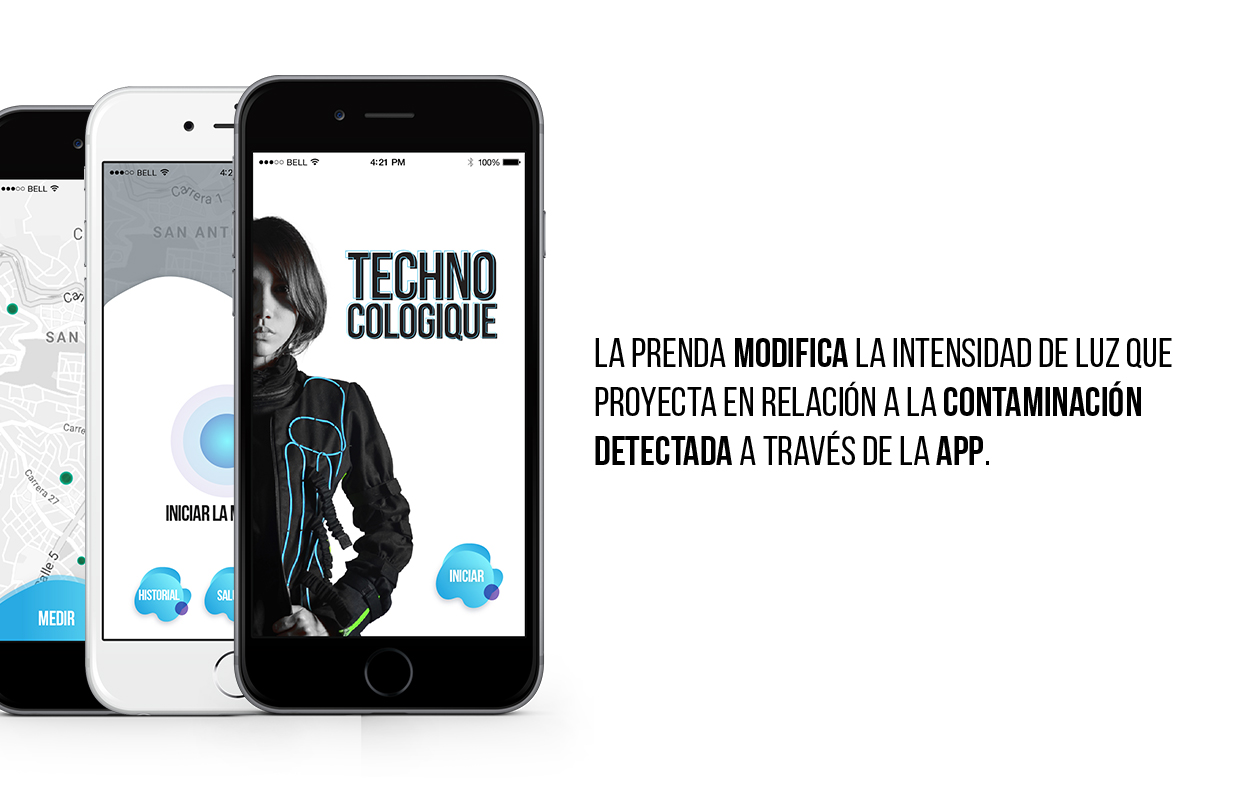 BELL
C
Carr
SAN
Carre
Carrera 27
alle 5
MEDIR
BELL
4:2
Carrera 1
SAN ANT
INICIAR LA
HISTORIAL
SAL
BELL
4:21 PM
100%
TECHNO
COLOGIQUE
INICIAR
LA PRENDA MODIFICA LA INTENSIDAD DE LUZ QUE
PROYECTA EN RELACIÓN A LA CONTAMINACIÓN
DETECTADA A TRAVÉS DE LA APP.